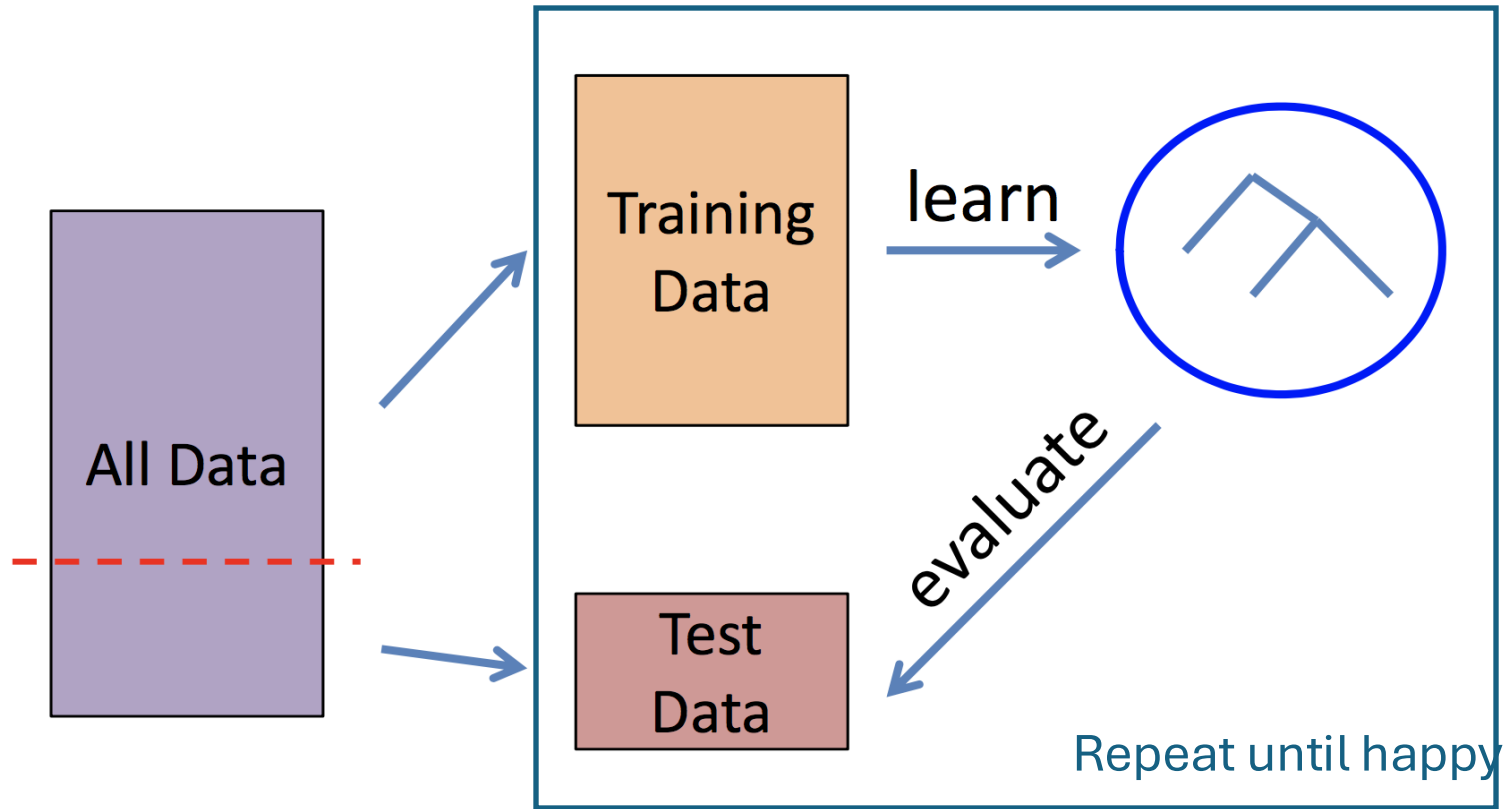 All Data
Training
Data
learn
evaluate
Test
Data
Repeat until happy